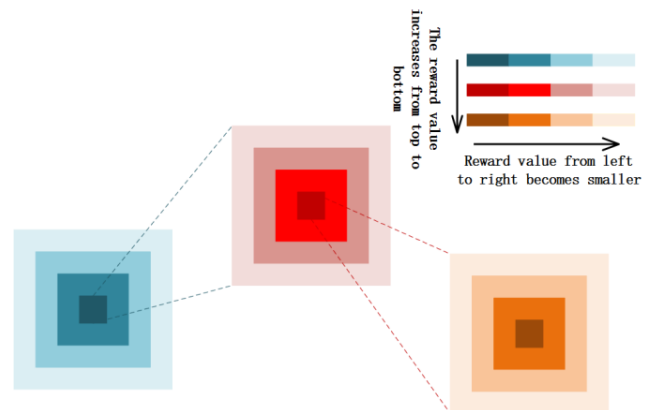 The reward value
increases from top to
bottom
Reward value from left
to right becomes smaller